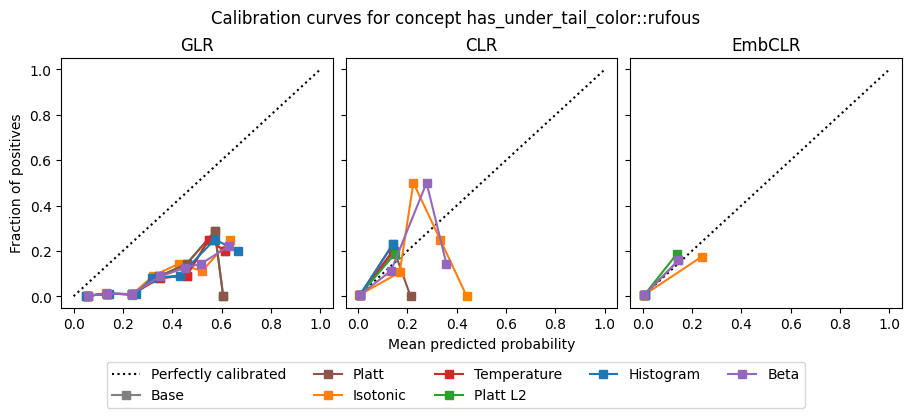 Calibration curves for concept has_under_tail_color::rufous
GLR
CLR
EmbCLR
Fraction of positives
1.0
0.8
0.6
0.4
0.2
0.0
0.0 0.2 0.4 0.6 0.8 1.0
0.0 0.2 0.4 0.6 0.8 1.0
0.0 0.2 0.4 0.6 0.8 1.0
Mean predicted probability
Perfectly calibrated Platt Temperature Histogram Beta
Base Isotonic Platt L2